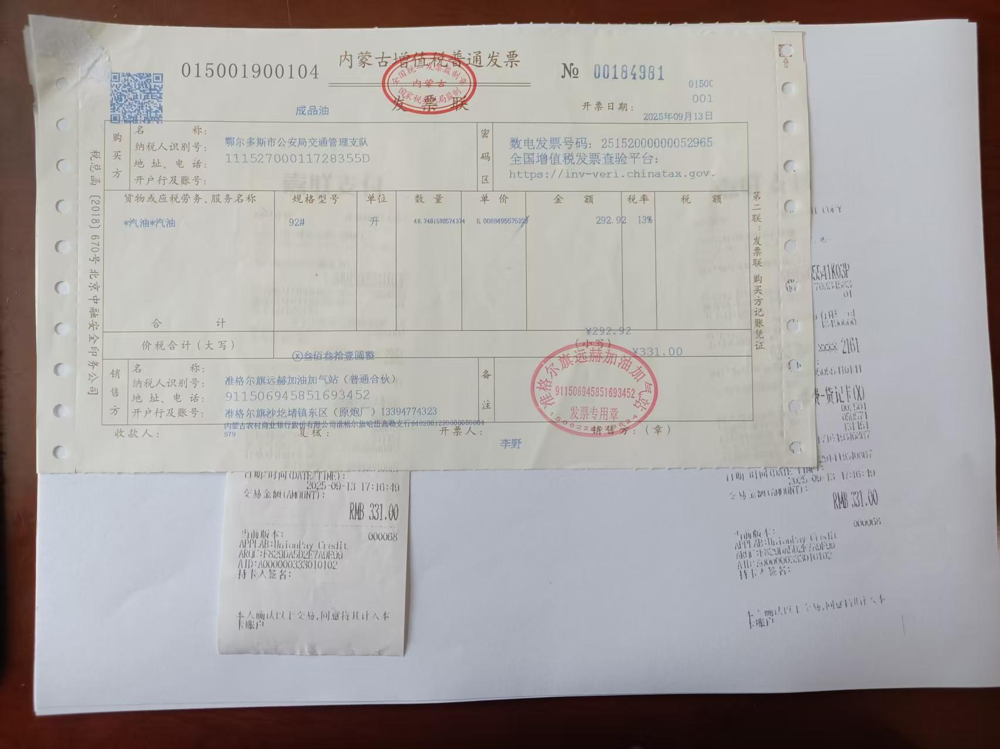 015001900104
内蒙古增值税普通发票
全国统一发票监制章
内蒙古
国家税务总局监制
发票联
№ 00184981
01500
001
成品油
开票日期:
2025年09月13日
税总函〔2018〕670号北京中融安全印务公司
购买方
名称:
鄂尔多斯市公安局交通管理支队
纳税人识别号:
11152700011728355D
地址、电话:
开户行及账号:
密码区
数电发票号码: 25152000000052965
全国增值税发票查验平台:
https://inv-veri.chinatax.gov.
货物或应税劳务、服务名称 规格型号 单位 数量 单价 金额 税率 税额
*汽油*汽油 92# 升 48.7481590574374 292.92 13%
合计
¥292.92
价税合计(大写)
ⓧ叁佰叁拾壹圆整
(小写)
¥331.00
销售方
名称:
准格尔旗远赫加油加气站(普通合伙)
纳税人识别号:
911506945851693452
地址、电话:
准格尔旗沙圪堵镇东区(原炮厂)13394774323
开户行及账号:
内蒙古农村商业银行股份有限公司准格尔旗哈岱高勒支行8402001220000000004
579
备注
准格尔旗远赫加油加气站
911506945851693452
发票专用章
收款人:
复核:
开票人:
李野
销售方:(章)
第二联:发票联 购买方记账凭证
日期/时间(DATE/TIME):
2025-09-13 17:16:49
交易金额(AMOUNT):
RMB 331.00
当前版本: 000068
APPLAB:UnionPay Credit
ARQC:F829DA5D2E7A9E99
AID:A000000333010102
持卡人签名:
本人确认以上交易,同意将其计入本
卡账户
COPY
5541K03P
70334583
01
**** 2161
费-贷记卡(X)
002501
131151
日期/时间(DATE/TIME):
2025-09-13 17:16:49
交易金额(AMOUNT):
RMB 331.00
000068
当前版本:
APPLAB:UnionPay Credit
ARQC:F829DA5D2E7A9E99
AID:A000000333010102
持卡人签名:
本人确认以上交易,同意将其计入本
卡账户